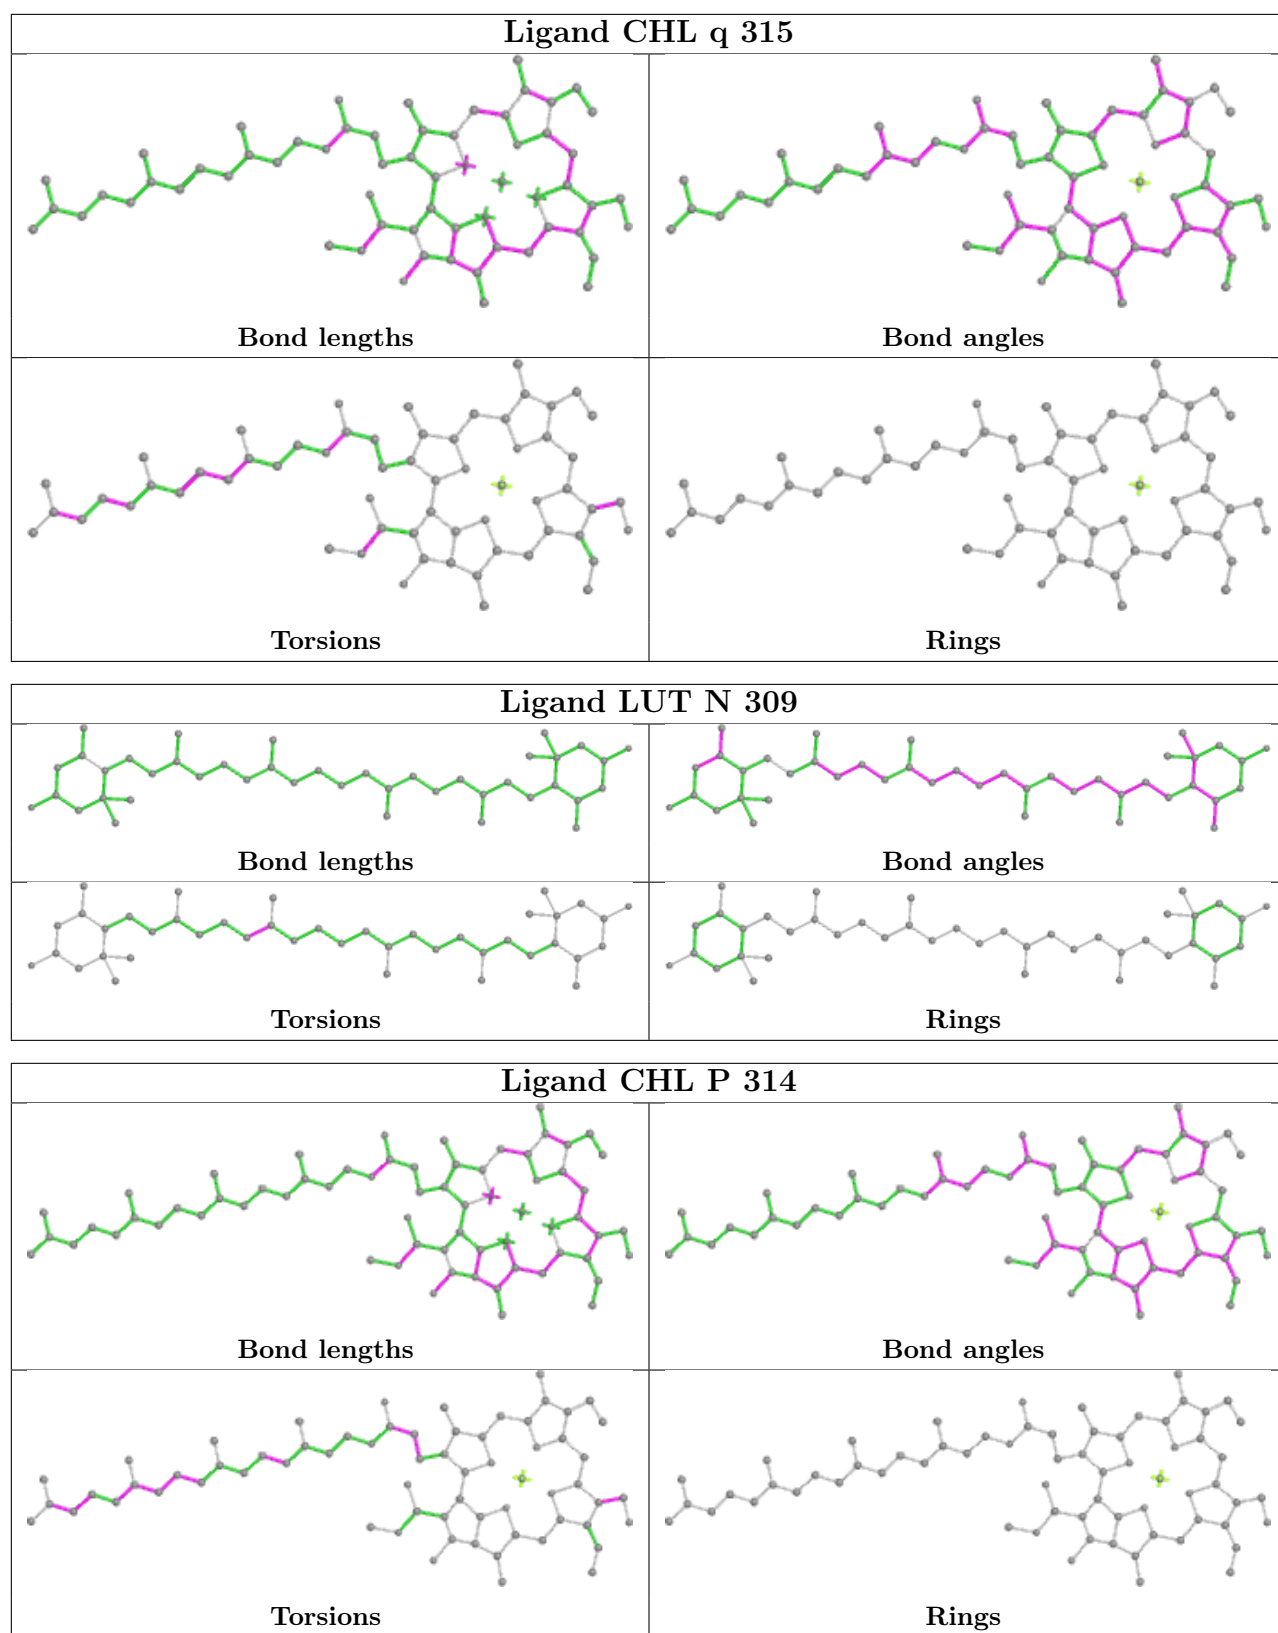 Ligand CHL q 315
Bond lengths
Bond angles
Torsions
Rings
Ligand LUT N 309
Bond lengths
Bond angles
Torsions
Rings
Ligand CHL P 314
Bond lengths
Bond angles
Torsions
Rings